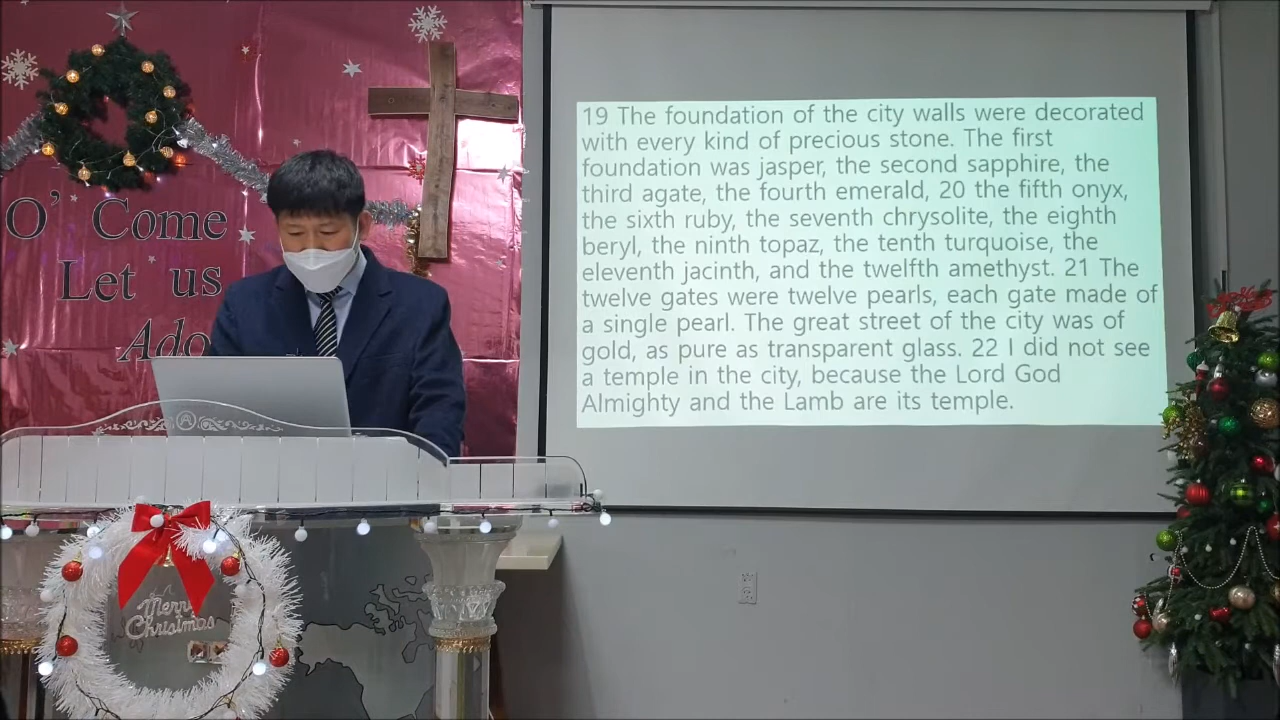 O' Come
Let us
Ado
19 The foundation of the city walls were decorated
with every kind of precious stone. The first
foundation was jasper, the second sapphire, the
third agate, the fourth emerald, 20 the fifth onyx,
the sixth ruby, the seventh chrysolite, the eighth
beryl, the ninth topaz, the tenth turquoise, the
eleventh jacinth, and the twelfth amethyst. 21 The
twelve gates were twelve pearls, each gate made of
a single pearl. The great street of the city was of
gold, as pure as transparent glass. 22 I did not see
a temple in the city, because the Lord God
Almighty and the Lamb are its temple.
Merry
Christmas